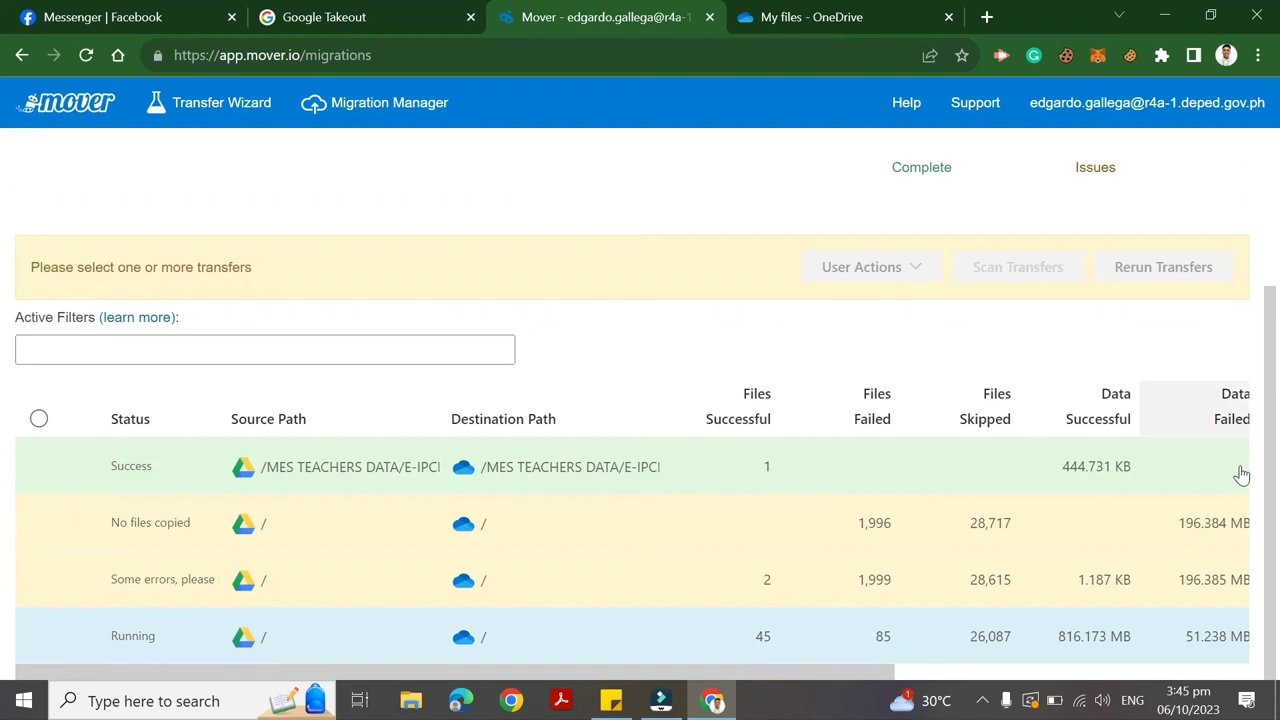 Messenger | Facebook
Google Takeout
Mover - edgardo.gallega@r4a-1
My files - OneDrive
https://app.mover.io/migrations
mover
Transfer Wizard
Migration Manager
Help
Support
edgardo.gallega@r4a-1.deped.gov.ph
Complete
Issues
Please select one or more transfers
User Actions
Scan Transfers
Rerun Transfers
Active Filters (learn more):
Status
Source Path
Destination Path
Files Successful
Files Failed
Files Skipped
Data Successful
Data Failed
Success /MES TEACHERS DATA/E-IPCI /MES TEACHERS DATA/E-IPCI 1 444.731 KB
No files copied / / 1,996 28,717 196.384 MB
Some errors, please / / 2 1,999 28,615 1.187 KB 196.385 MB
Running / / 45 85 26,087 816.173 MB 51.238 MB
Type here to search
1
30°C
ENG
3:45 pm
06/10/2023